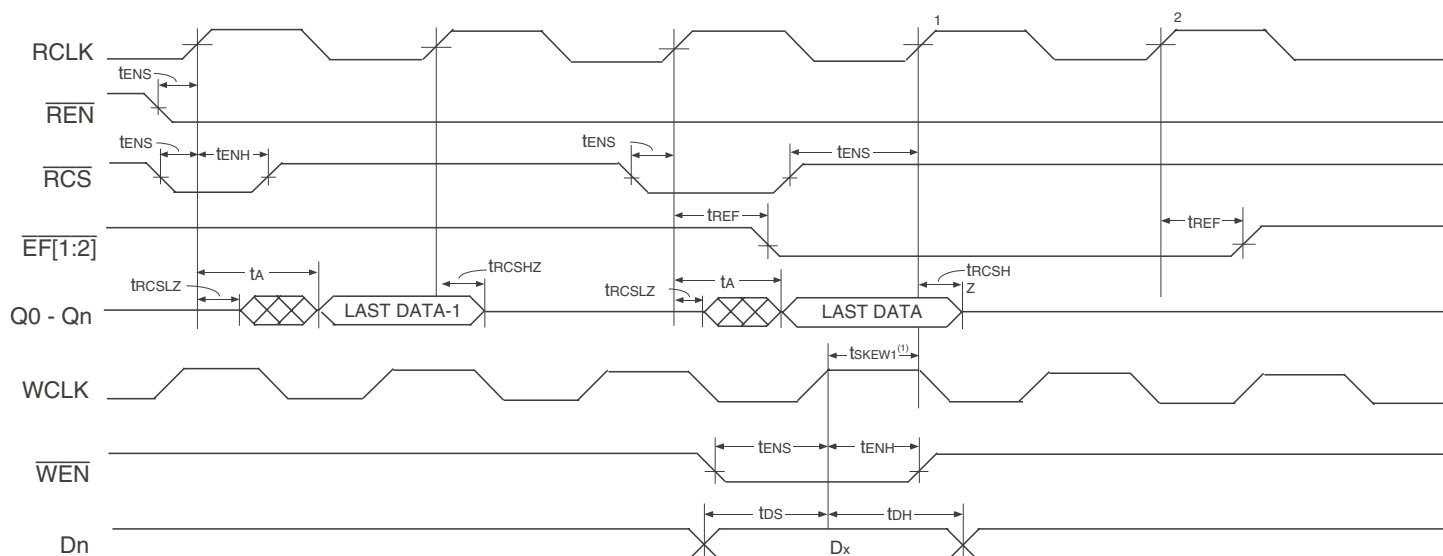 1
2
RCLK
tENS
REN
tENS
tENH
tENS
tENS
RCS
tREF
tREF
EF[1:2]
tA
tRCSHZ
tA
tRCSH
Z
tRCSLZ
tRCSLZ
LAST DATA-1
LAST DATA
Q0 - Qn
tSKEW1(1)
WCLK
tENS
tENH
WEN
tDS
tDH
Dn
Dx